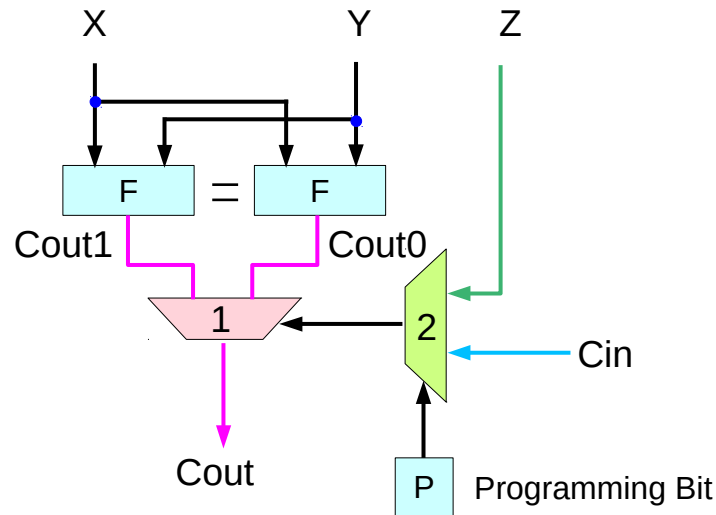 X Y Z
F = F
Cout1 Cout0
1 2
Cin
Cout
P Programming Bit